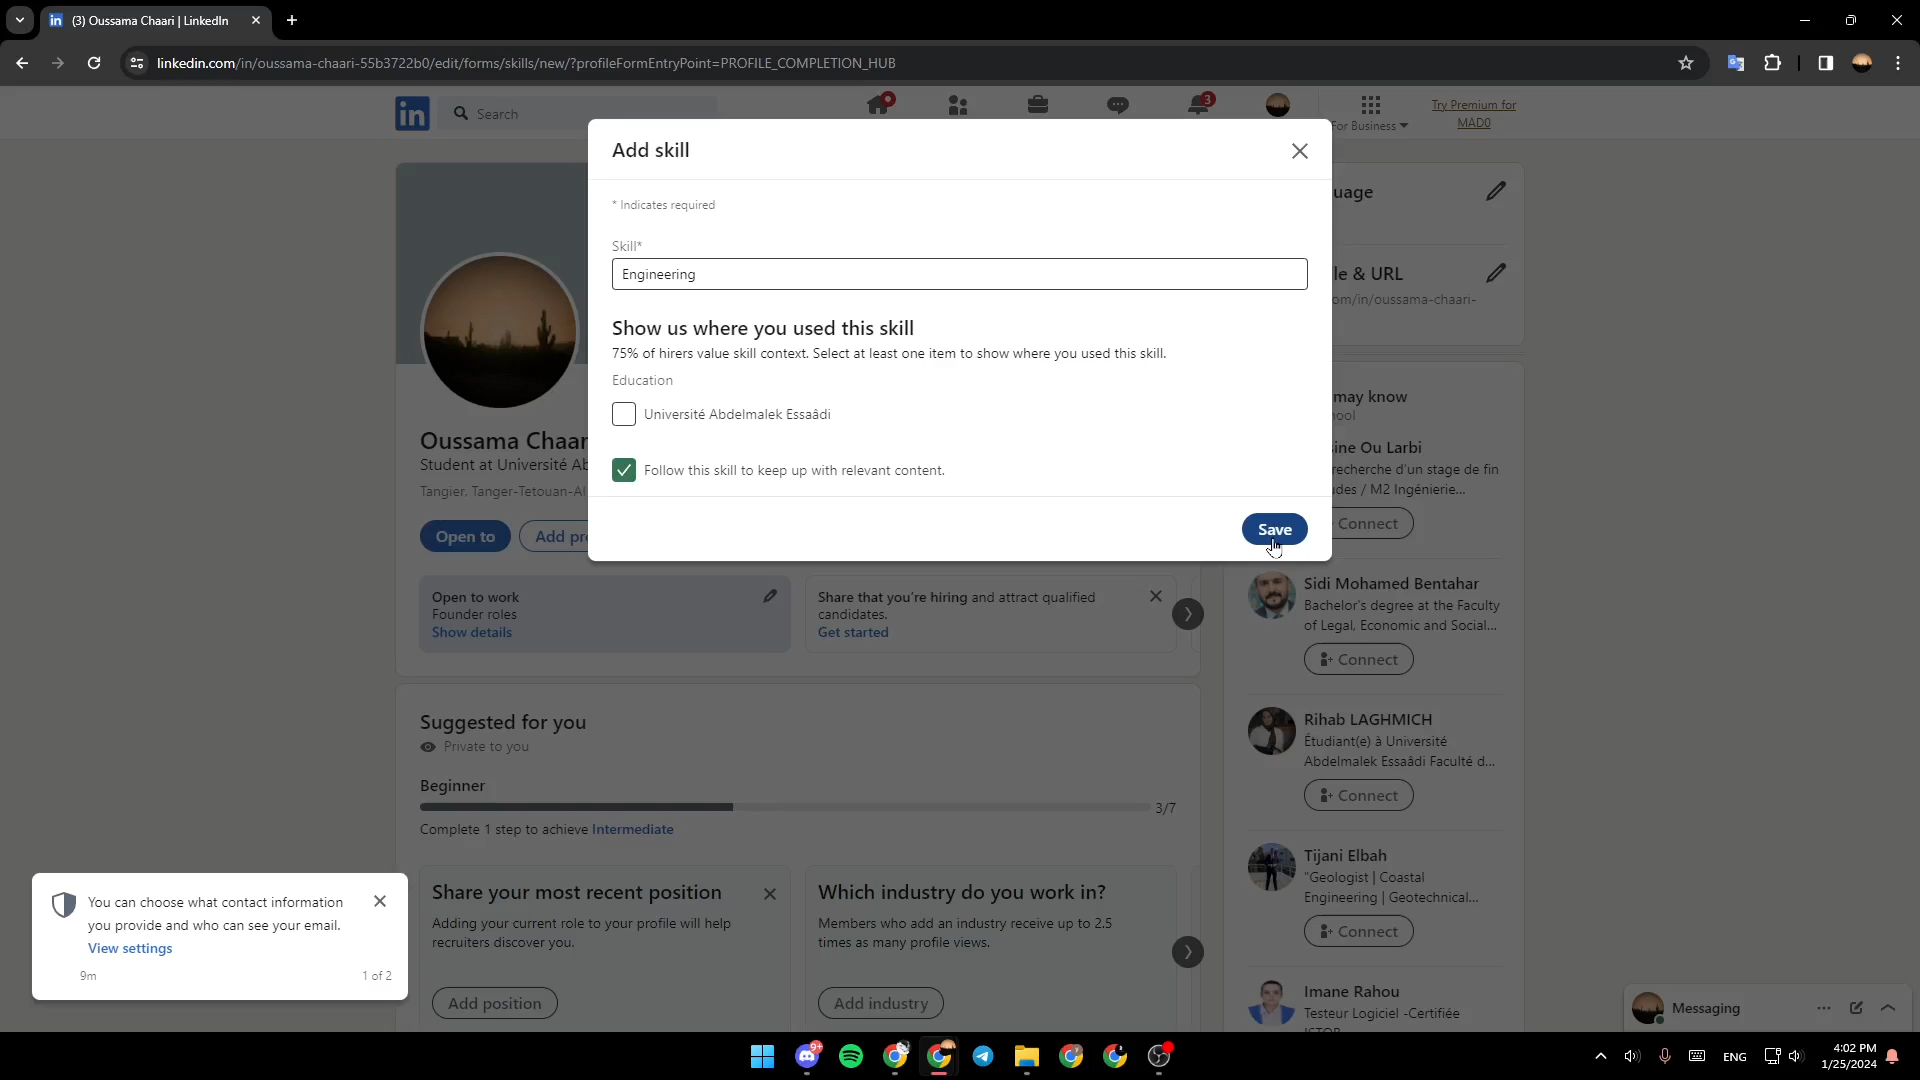 (3) Oussama Chaari | LinkedIn
linkedin.com/in/oussama-chaari-55b3722b0/edit/forms/skills/new/?profileFormEntryPoint=PROFILE_COMPLETION_HUB
in
Search
3
For Business
Try Premium for
MAD0
Add skill
* Indicates required
Skill*
Engineering
Show us where you used this skill
75% of hirers value skill context. Select at least one item to show where you used this skill.
Education
Université Abdelmalek Essaâdi
Follow this skill to keep up with relevant content.
Save
Oussama Chaar
Student at Université Ab
Tangier, Tanger-Tetouan-Al
Open to
Add pro
Open to work
Founder roles
Show details
Share that you're hiring and attract qualified
candidates.
Get started
Suggested for you
Private to you
Beginner
3/7
Complete 1 step to achieve Intermediate
Share your most recent position
Adding your current role to your profile will help
recruiters discover you.
Add position
Which industry do you work in?
Members who add an industry receive up to 2.5
times as many profile views.
Add industry
uage
le & URL
om/in/oussama-chaari-
may know
ool
sine Ou Larbi
recherche d'un stage de fin
udes / M2 Ingénierie...
Connect
Sidi Mohamed Bentahar
Bachelor's degree at the Faculty
of Legal, Economic and Social...
Connect
Rihab LAGHMICH
Étudiant(e) à Université
Abdelmalek Essaâdi Faculté d...
Connect
Tijani Elbah
"Geologist | Coastal
Engineering | Geotechnical...
Connect
Imane Rahou
Testeur Logiciel -Certifiée
ISTQB
You can choose what contact information
you provide and who can see your email.
View settings
9m
1 of 2
Messaging
9+
ENG
4:02 PM
1/25/2024